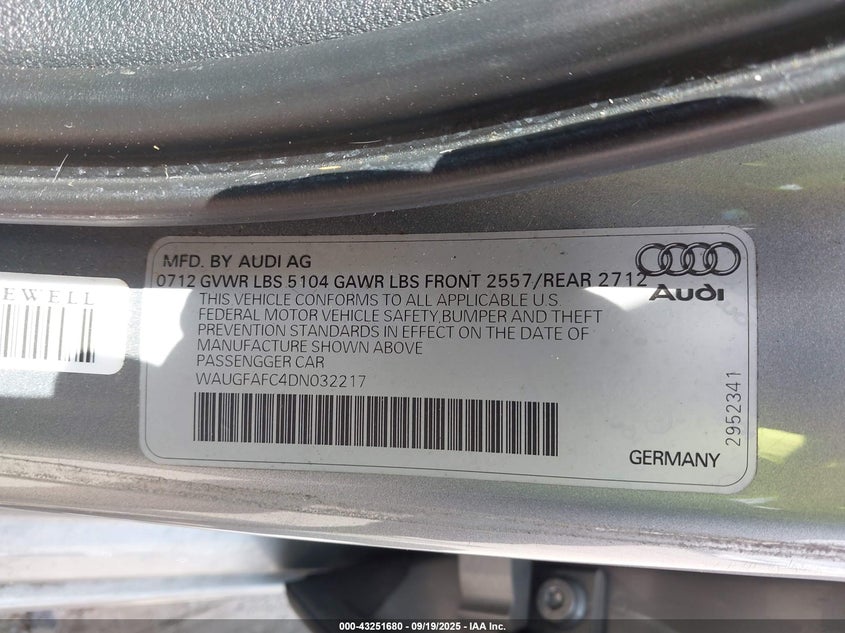 MFD. BY AUDI AG
0712 GVWR LBS 5104 GAWR LBS FRONT 2557/REAR 2712
Audi
THIS VEHICLE CONFORMS TO ALL APPLICABLE U.S.
FEDERAL MOTOR VEHICLE SAFETY, BUMPER AND THEFT
PREVENTION STANDARDS IN EFFECT ON THE DATE OF
MANUFACTURE SHOWN ABOVE
PASSENGGER CAR
WAUGFAFC4DN032217
2952341
GERMANY
EWELL
000-43251680 - 09/19/2025 - IAA Inc.